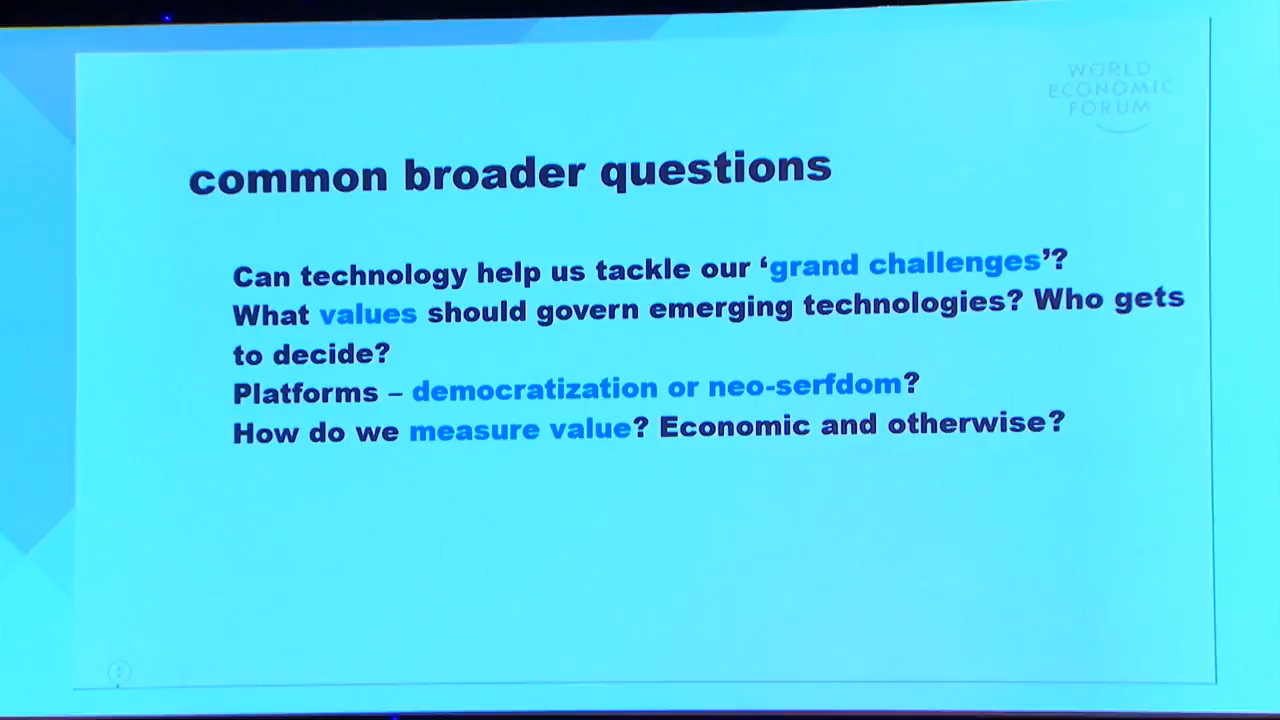 WORLD
ECONOMIC
FORUM
common broader questions
Can technology help us tackle our ‘grand challenges’?
What values should govern emerging technologies? Who gets
to decide?
Platforms – democratization or neo-serfdom?
How do we measure value? Economic and otherwise?